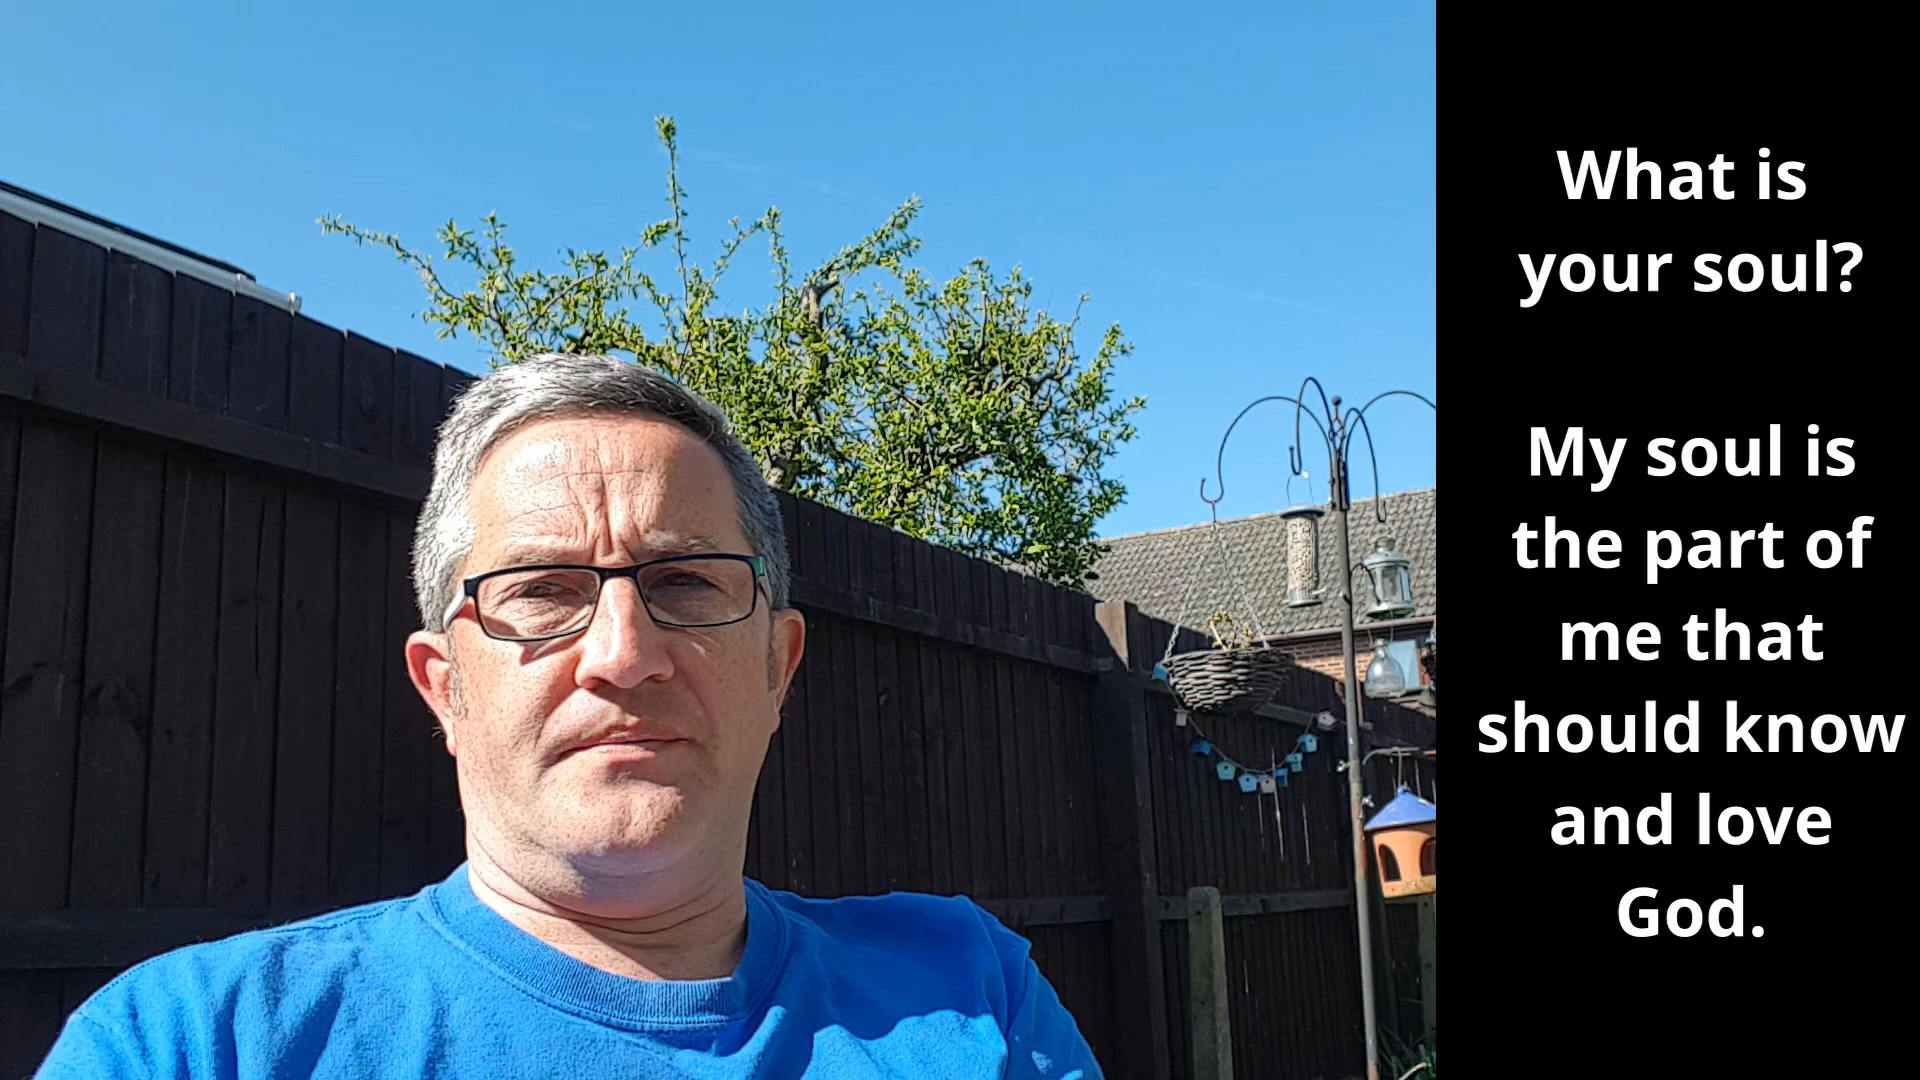 What is
your soul?
My soul is
the part of
me that
should know
and love
God.